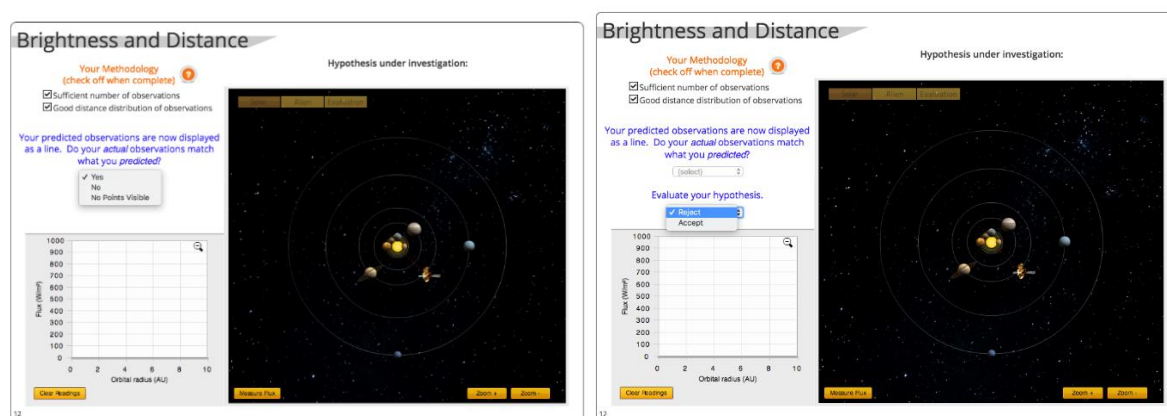 Brightness and Distance
Your Methodology
(check off when complete)
?
Sufficient number of observations
Good distance distribution of observations
Your predicted observations are now displayed
as a line. Do your actual observations match
what you predicted?
✓ Yes
No
No Points Visible
Hypothesis under investigation:
Solar
Alien
Evaluation
1000
900
800
700
600
500
400
300
200
100
0
Flux (W/m²)
0 2 4 6 8 10
Orbital radius (AU)
Clear Readings
Measure Flux
Zoom +
Zoom -
12
Brightness and Distance
Your Methodology
(check off when complete)
?
Sufficient number of observations
Good distance distribution of observations
Your predicted observations are now displayed
as a line. Do your actual observations match
what you predicted?
(select)
Evaluate your hypothesis.
✓ Reject
Accept
Hypothesis under investigation:
Solar
Alien
Evaluation
1000
900
800
700
600
500
400
300
200
100
0
Flux (W/m²)
0 2 4 6 8 10
Orbital radius (AU)
Clear Readings
Measure Flux
Zoom +
Zoom -
12